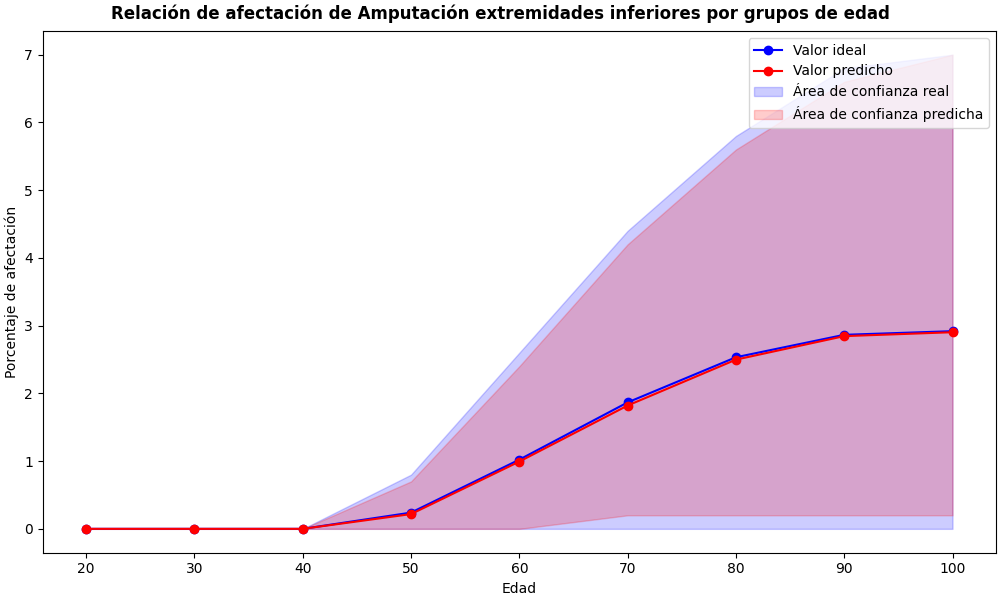 Relación de afectación de Amputación extremidades inferiores por grupos de edad
Valor ideal
Valor predicho
Área de confianza real
Área de confianza predicha
Porcentaje de afectación
7
6
5
4
3
2
1
0
20 30 40 50 60 70 80 90 100
Edad